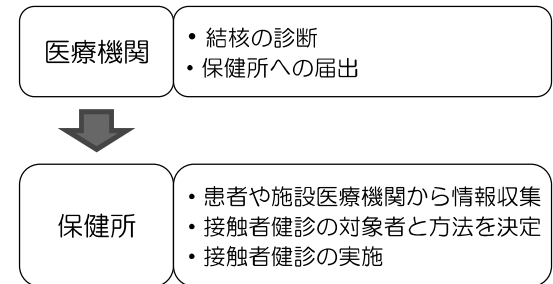 医療機関
• 結核の診断
• 保健所への届出
保健所
• 患者や施設医療機関から情報収集
• 接触者健診の対象者と方法を決定
• 接触者健診の実施